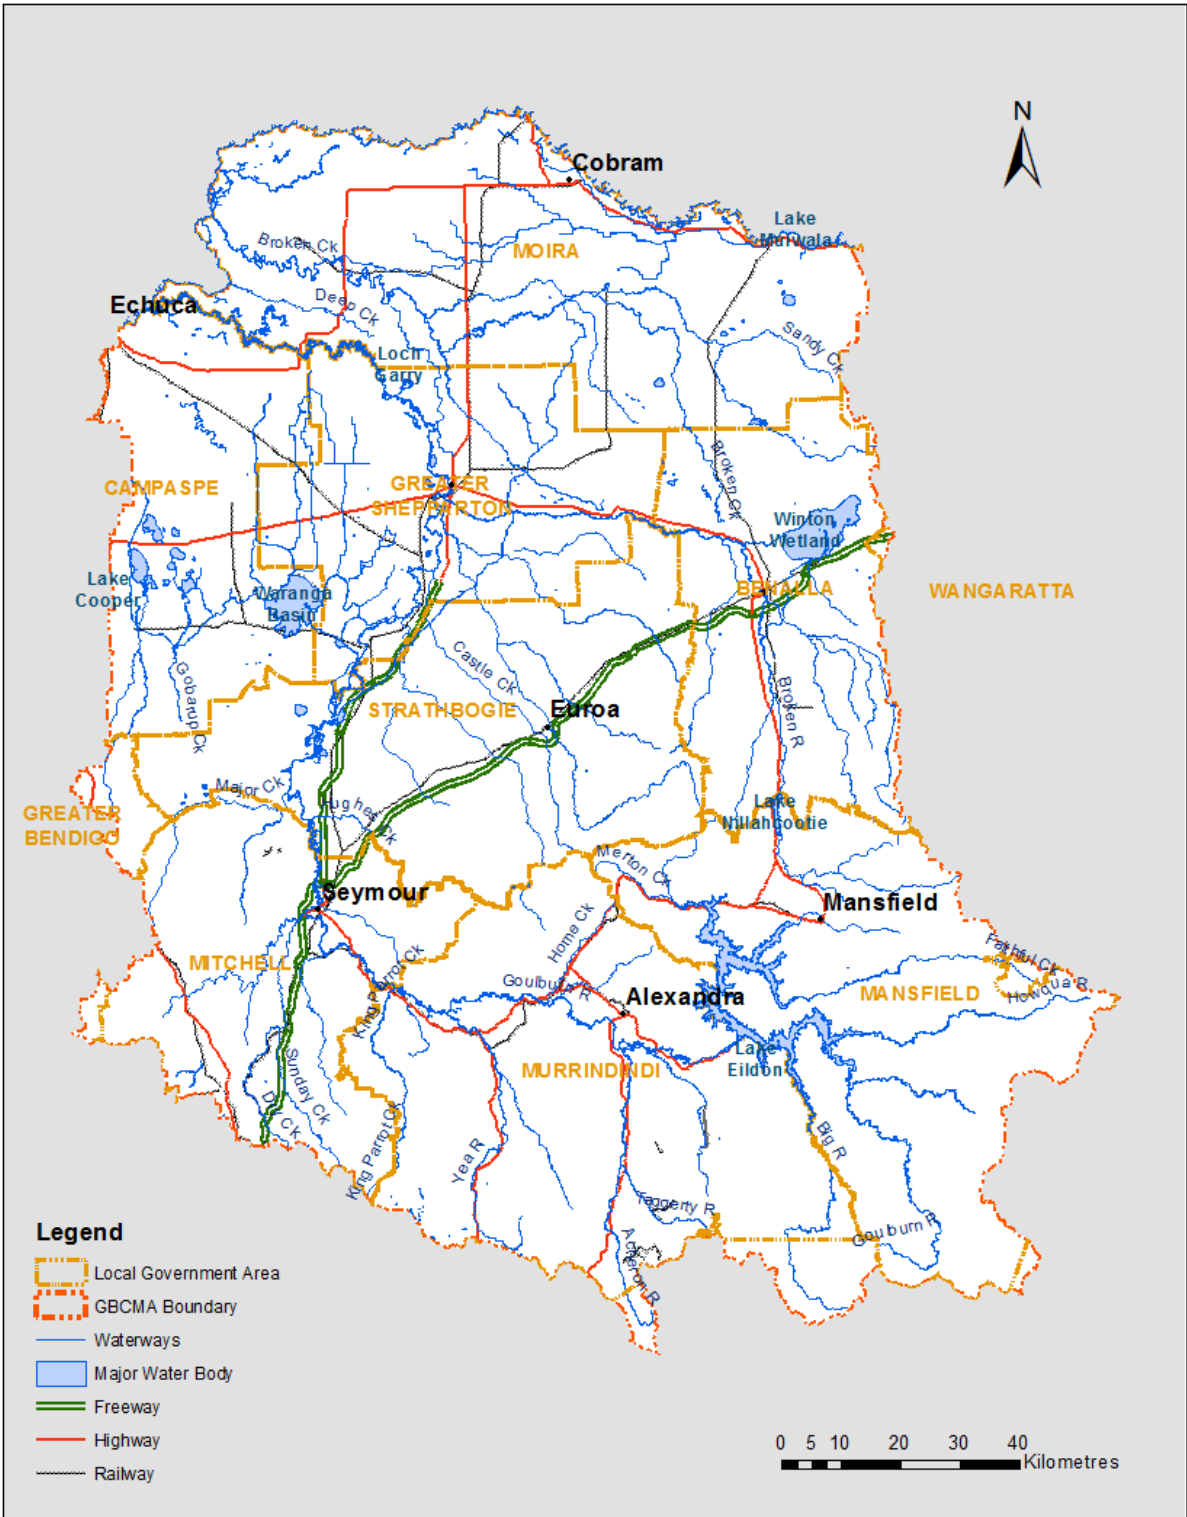 N
Cobram
Lake
Mulwala
Broken Ck
MOIRA
Deep Ck
Echuca
Sandy Ck
Loch
Garry
Broken Ck
CAMPASPE
GREATER
SHEPPARTON
Winton
Wetland
Lake
Cooper
Waranga
Basin
BENALLA
WANGARATTA
Castle Ck
Gobarup Ck
STRATHBOGIE
Euroa
Broken R
Major Ck
Hughes Ck
GREATER
BENDIGO
Lake
Nillahcootie
Merton Ck
Seymour
Mansfield
Home Ck
MITCHELL
King Parrot Ck
Goulburn R
Faithful Ck
Howqua R
MANSFIELD
Alexandra
Lake
Eildon
MURRINDINDI
Sunday Ck
Dry Ck
King Parrot Ck
Yea R
Big R
Taggerty R
Goulburn R
Acheron R
Legend
Local Government Area
GBCMA Boundary
Waterways
Major Water Body
Freeway
Highway
Railway
0 5 10 20 30 40
Kilometres